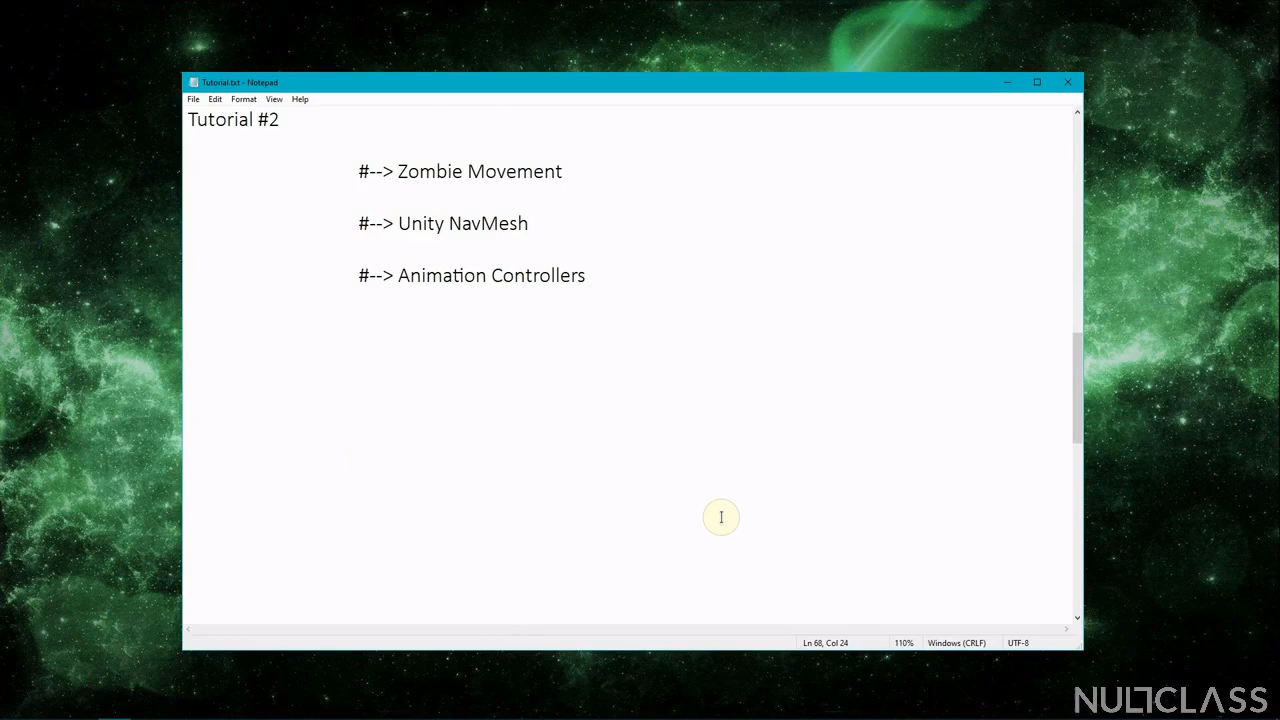 Tutorial.txt - Notepad
File Edit Format View Help
Tutorial #2
#--> Zombie Movement
#--> Unity NavMesh
#--> Animation Controllers
Ln 68, Col 24 110% Windows (CRLF) UTF-8
NULLCLASS